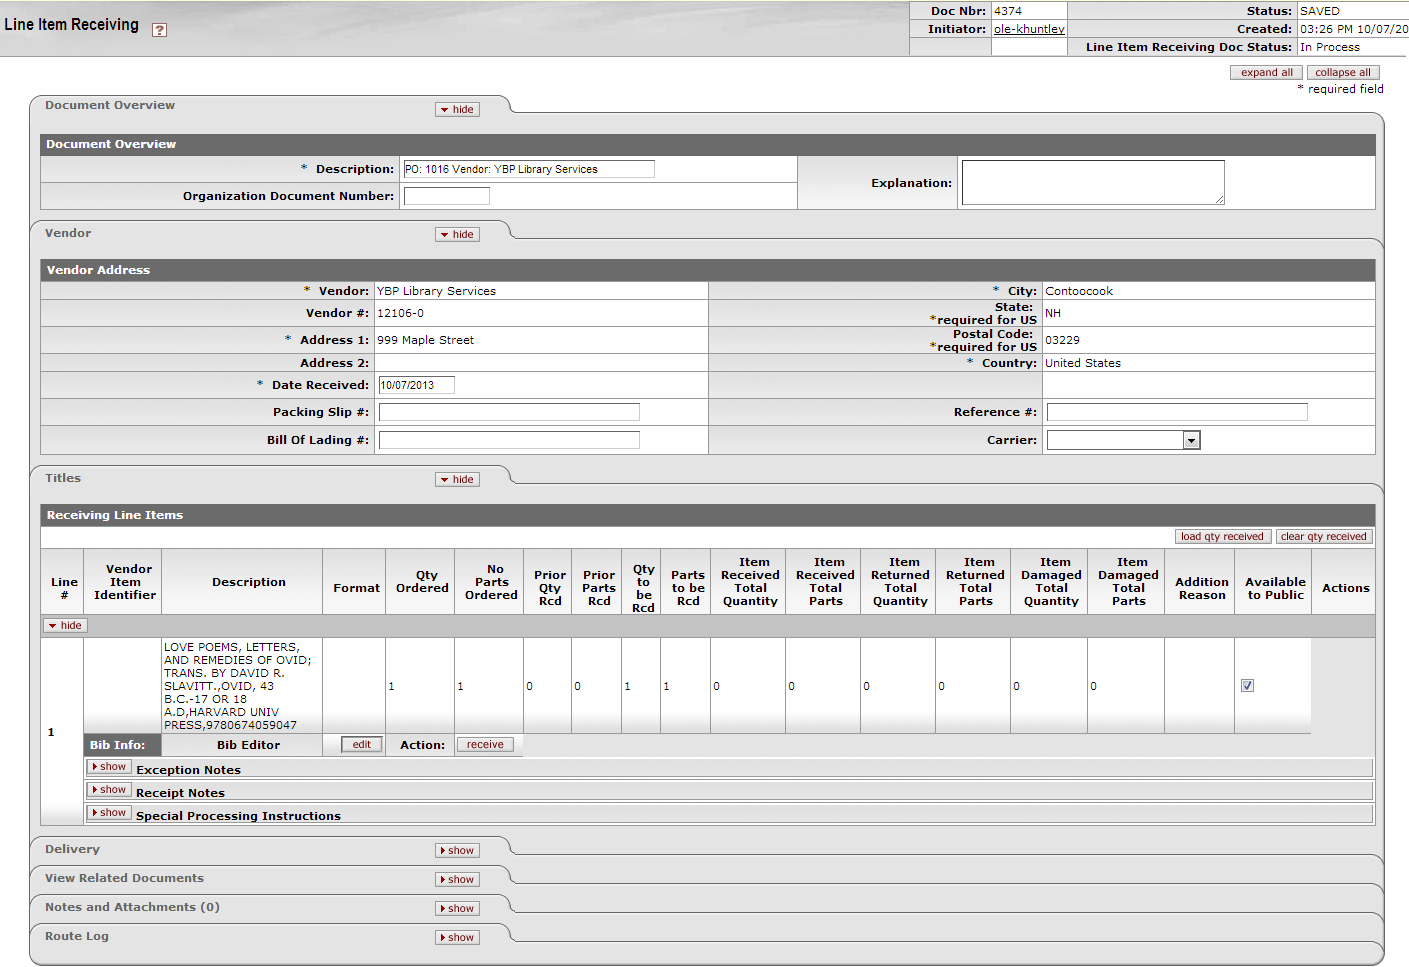 Line Item Receiving ?
Doc Nbr: 4374 Status: SAVED
Initiator: ole-khuntley Created: 03:26 PM 10/07/20
Line Item Receiving Doc Status: In Process
expand all collapse all
* required field
Document Overview hide
Document Overview
* Description: PO: 1016 Vendor: YBP Library Services
Explanation:
Organization Document Number:
Vendor hide
Vendor Address
* Vendor: YBP Library Services * City: Contoocook
Vendor #: 12106-0 State: *required for US NH
* Address 1: 999 Maple Street Postal Code: *required for US 03229
Address 2: * Country: United States
* Date Received: 10/07/2013
Packing Slip #: Reference #:
Bill Of Lading #: Carrier:
Titles hide
Receiving Line Items
load qty received clear qty received
Line # Vendor Item Identifier Description Format Qty Ordered No Parts Ordered Prior Qty Rcd Prior Parts Rcd Qty to be Rcd Parts to be Rcd Item Received Total Quantity Item Received Total Parts Item Returned Total Quantity Item Returned Total Parts Item Damaged Total Quantity Item Damaged Total Parts Addition Reason Available to Public Actions
hide
1
LOVE POEMS, LETTERS,
AND REMEDIES OF OVID;
TRANS. BY DAVID R.
SLAVITT.,OVID, 43
B.C.-17 OR 18
A.D,HARVARD UNIV
PRESS,9780674059047
1 1 0 0 1 1 0 0 0 0 0 0
Bib Info: Bib Editor edit Action: receive
show Exception Notes
show Receipt Notes
show Special Processing Instructions
Delivery show
View Related Documents show
Notes and Attachments (0) show
Route Log show